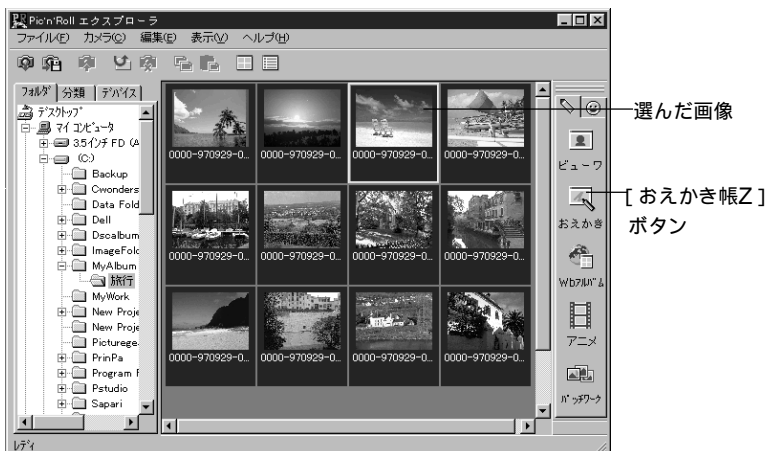 Pic'n'Roll エクスプローラ
ファイル(F) カメラ(C) 編集(E) 表示(V) ヘルプ(H)
フォルダ 分類 デバイス
デスクトップ
マイ コンピュータ
3.5インチ FD (A
(C:)
Backup
Cwonders
Data Fold
Dell
Dscalbum
ImageFolc
MyAlbum
旅行
MyWork
New Proje
New Proje
Picturege.
PrinPa
Program F
Pstudio
Sapari
0000-970929-0... 0000-970929-0... 0000-970929-0... 0000-970929-0...
0000-970929-0... 0000-970929-0... 0000-970929-0... 0000-970929-0...
0000-970929-0... 0000-970929-0... 0000-970929-0... 0000-970929-0...
ビューワ
おえかき
Wbアルバム
アニメ
パッチワーク
選んだ画像
[ おえかき帳Z ]
ボタン
レディ